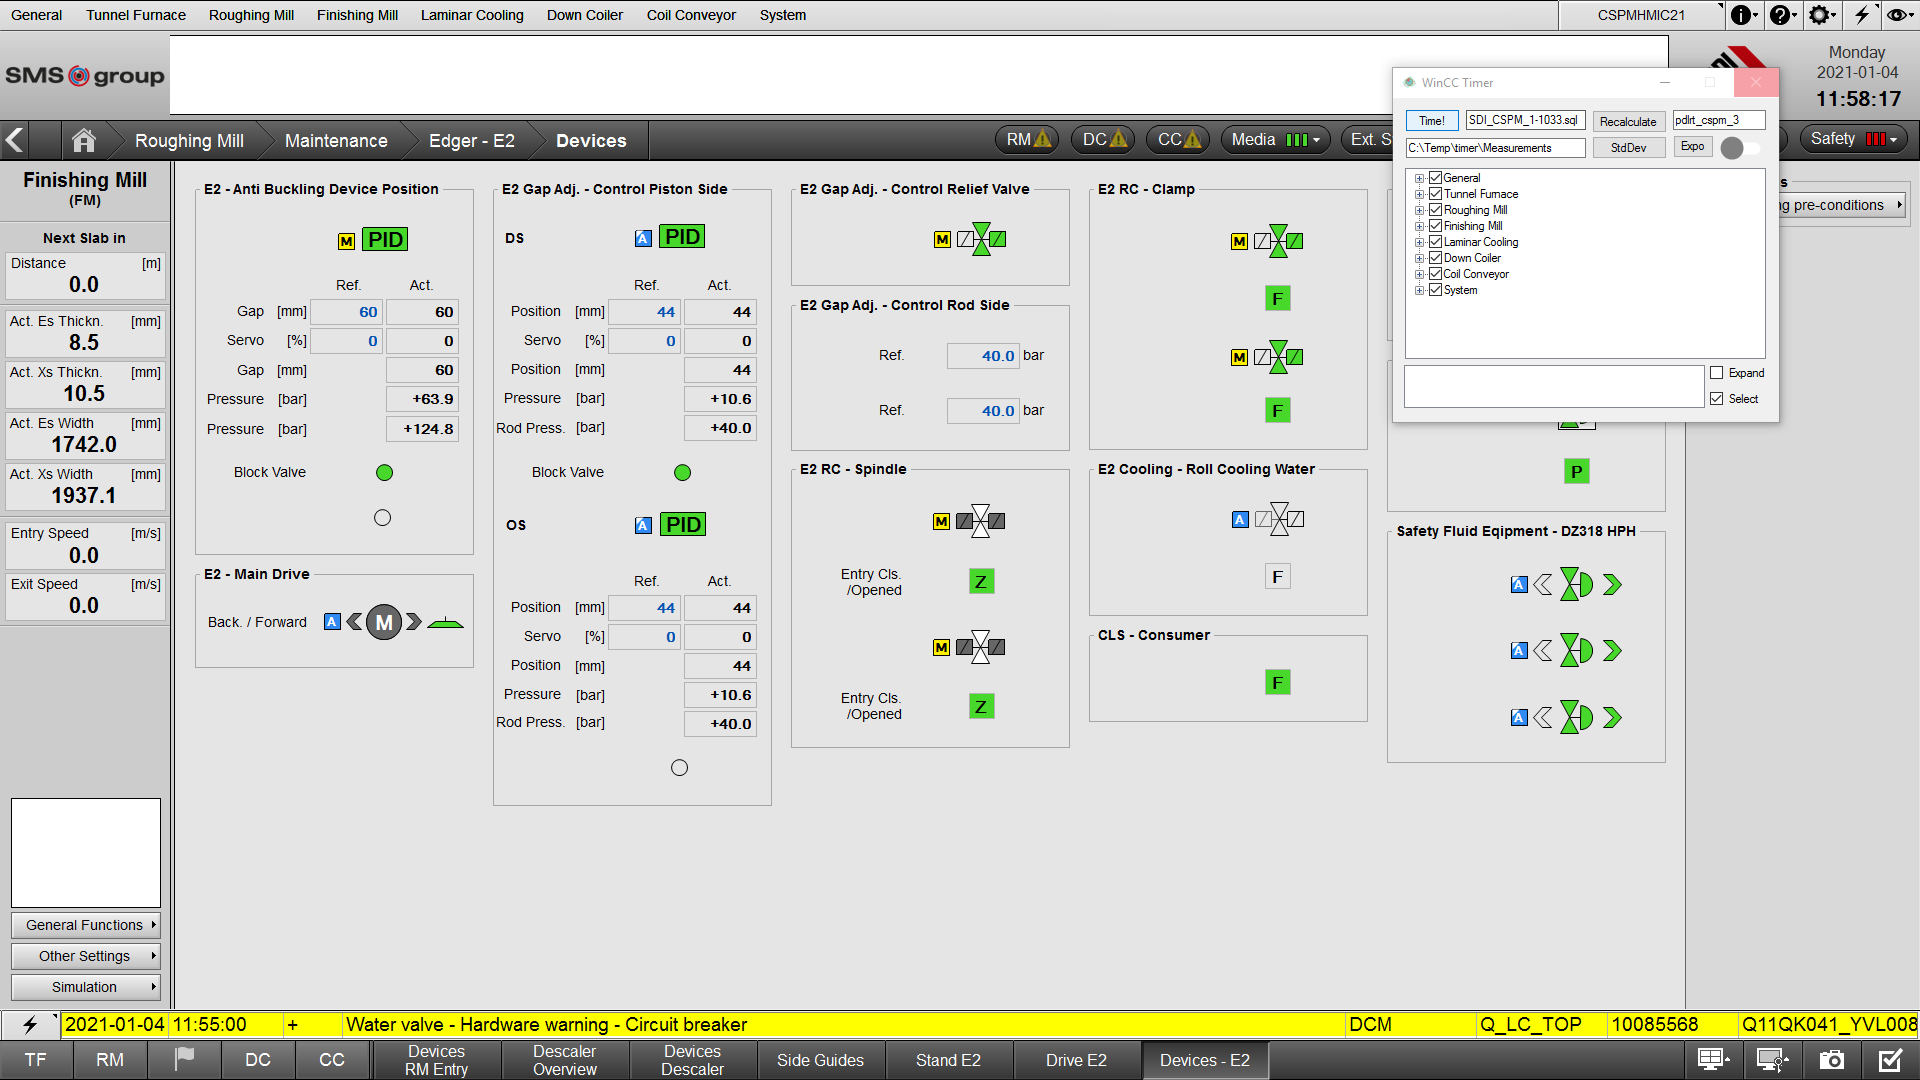 General Tunnel Furnace Roughing Mill Finishing Mill Laminar Cooling Down Coiler Coil Conveyor System CSPMHMIC21
SMS group
Monday
2021-01-04
11:58:17
Roughing Mill Maintenance Edger - E2 Devices RM DC CC Media Ext. S Safety
Finishing Mill
(FM)
Next Slab in
Distance [m]
0.0
Act. Es Thickn. [mm]
8.5
Act. Xs Thickn. [mm]
10.5
Act. Es Width [mm]
1742.0
Act. Xs Width [mm]
1937.1
Entry Speed [m/s]
0.0
Exit Speed [m/s]
0.0
General Functions
Other Settings
Simulation
E2 - Anti Buckling Device Position
M PID
Ref. Act.
Gap [mm] 60 60
Servo [%] 0 0
Gap [mm] 60
Pressure [bar] +63.9
Pressure [bar] +124.8
Block Valve
E2 - Main Drive
Back. / Forward A M
E2 Gap Adj. - Control Piston Side
DS A PID
Ref. Act.
Position [mm] 44 44
Servo [%] 0 0
Position [mm] 44
Pressure [bar] +10.6
Rod Press. [bar] +40.0
Block Valve
OS A PID
Ref. Act.
Position [mm] 44 44
Servo [%] 0 0
Position [mm] 44
Pressure [bar] +10.6
Rod Press. [bar] +40.0
E2 Gap Adj. - Control Relief Valve
M
E2 Gap Adj. - Control Rod Side
Ref. 40.0 bar
Ref. 40.0 bar
E2 RC - Spindle
M
Entry Cls.
/Opened
Z
M
Entry Cls.
/Opened
Z
E2 RC - Clamp
M
F
M
F
E2 Cooling - Roll Cooling Water
A
F
CLS - Consumer
F
WinCC Timer
Time! SDI_CSPM_1-1033.sql Recalculate pdlrt_cspm_3
C:\Temp\timer\Measurements StdDev Expo
General
Tunnel Furnace
Roughing Mill
Finishing Mill
Laminar Cooling
Down Coiler
Coil Conveyor
System
Expand
Select
s
g pre-conditions
P
Safety Fluid Eqipment - DZ318 HPH
A
A
A
2021-01-04 11:55:00 + Water valve - Hardware warning - Circuit breaker DCM Q_LC_TOP 10085568 Q11QK041_YVL008
TF RM DC CC
Devices
RM Entry
Descaler
Overview
Devices
Descaler
Side Guides
Stand E2
Drive E2
Devices - E2